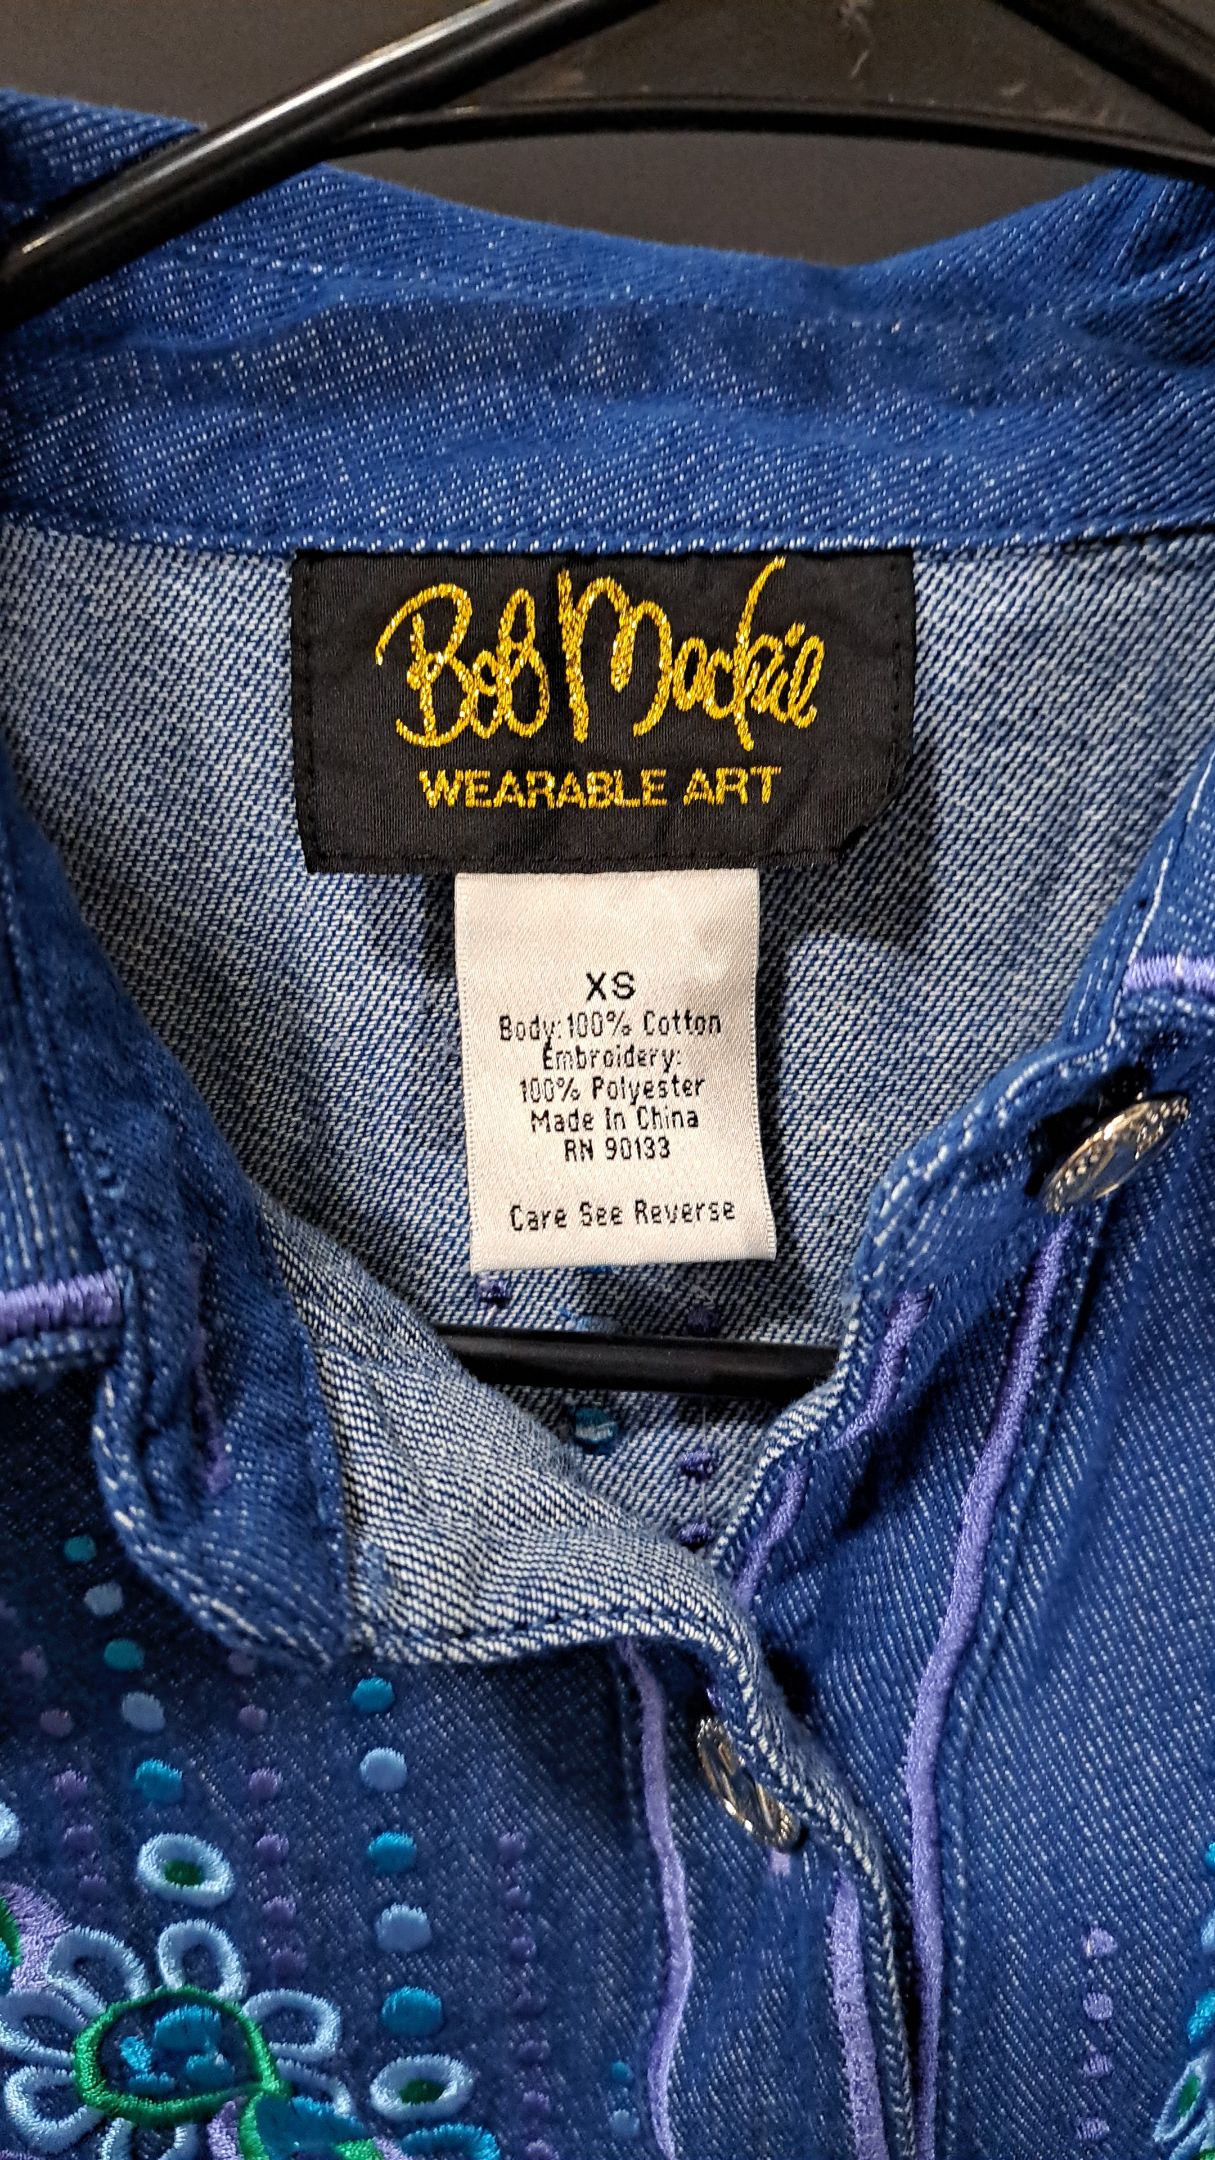 Bob Mackie
WEARABLE ART
XS
Body: 100% Cotton
Embroidery:
100% Polyester
Made In China
RN 90133
Care See Reverse